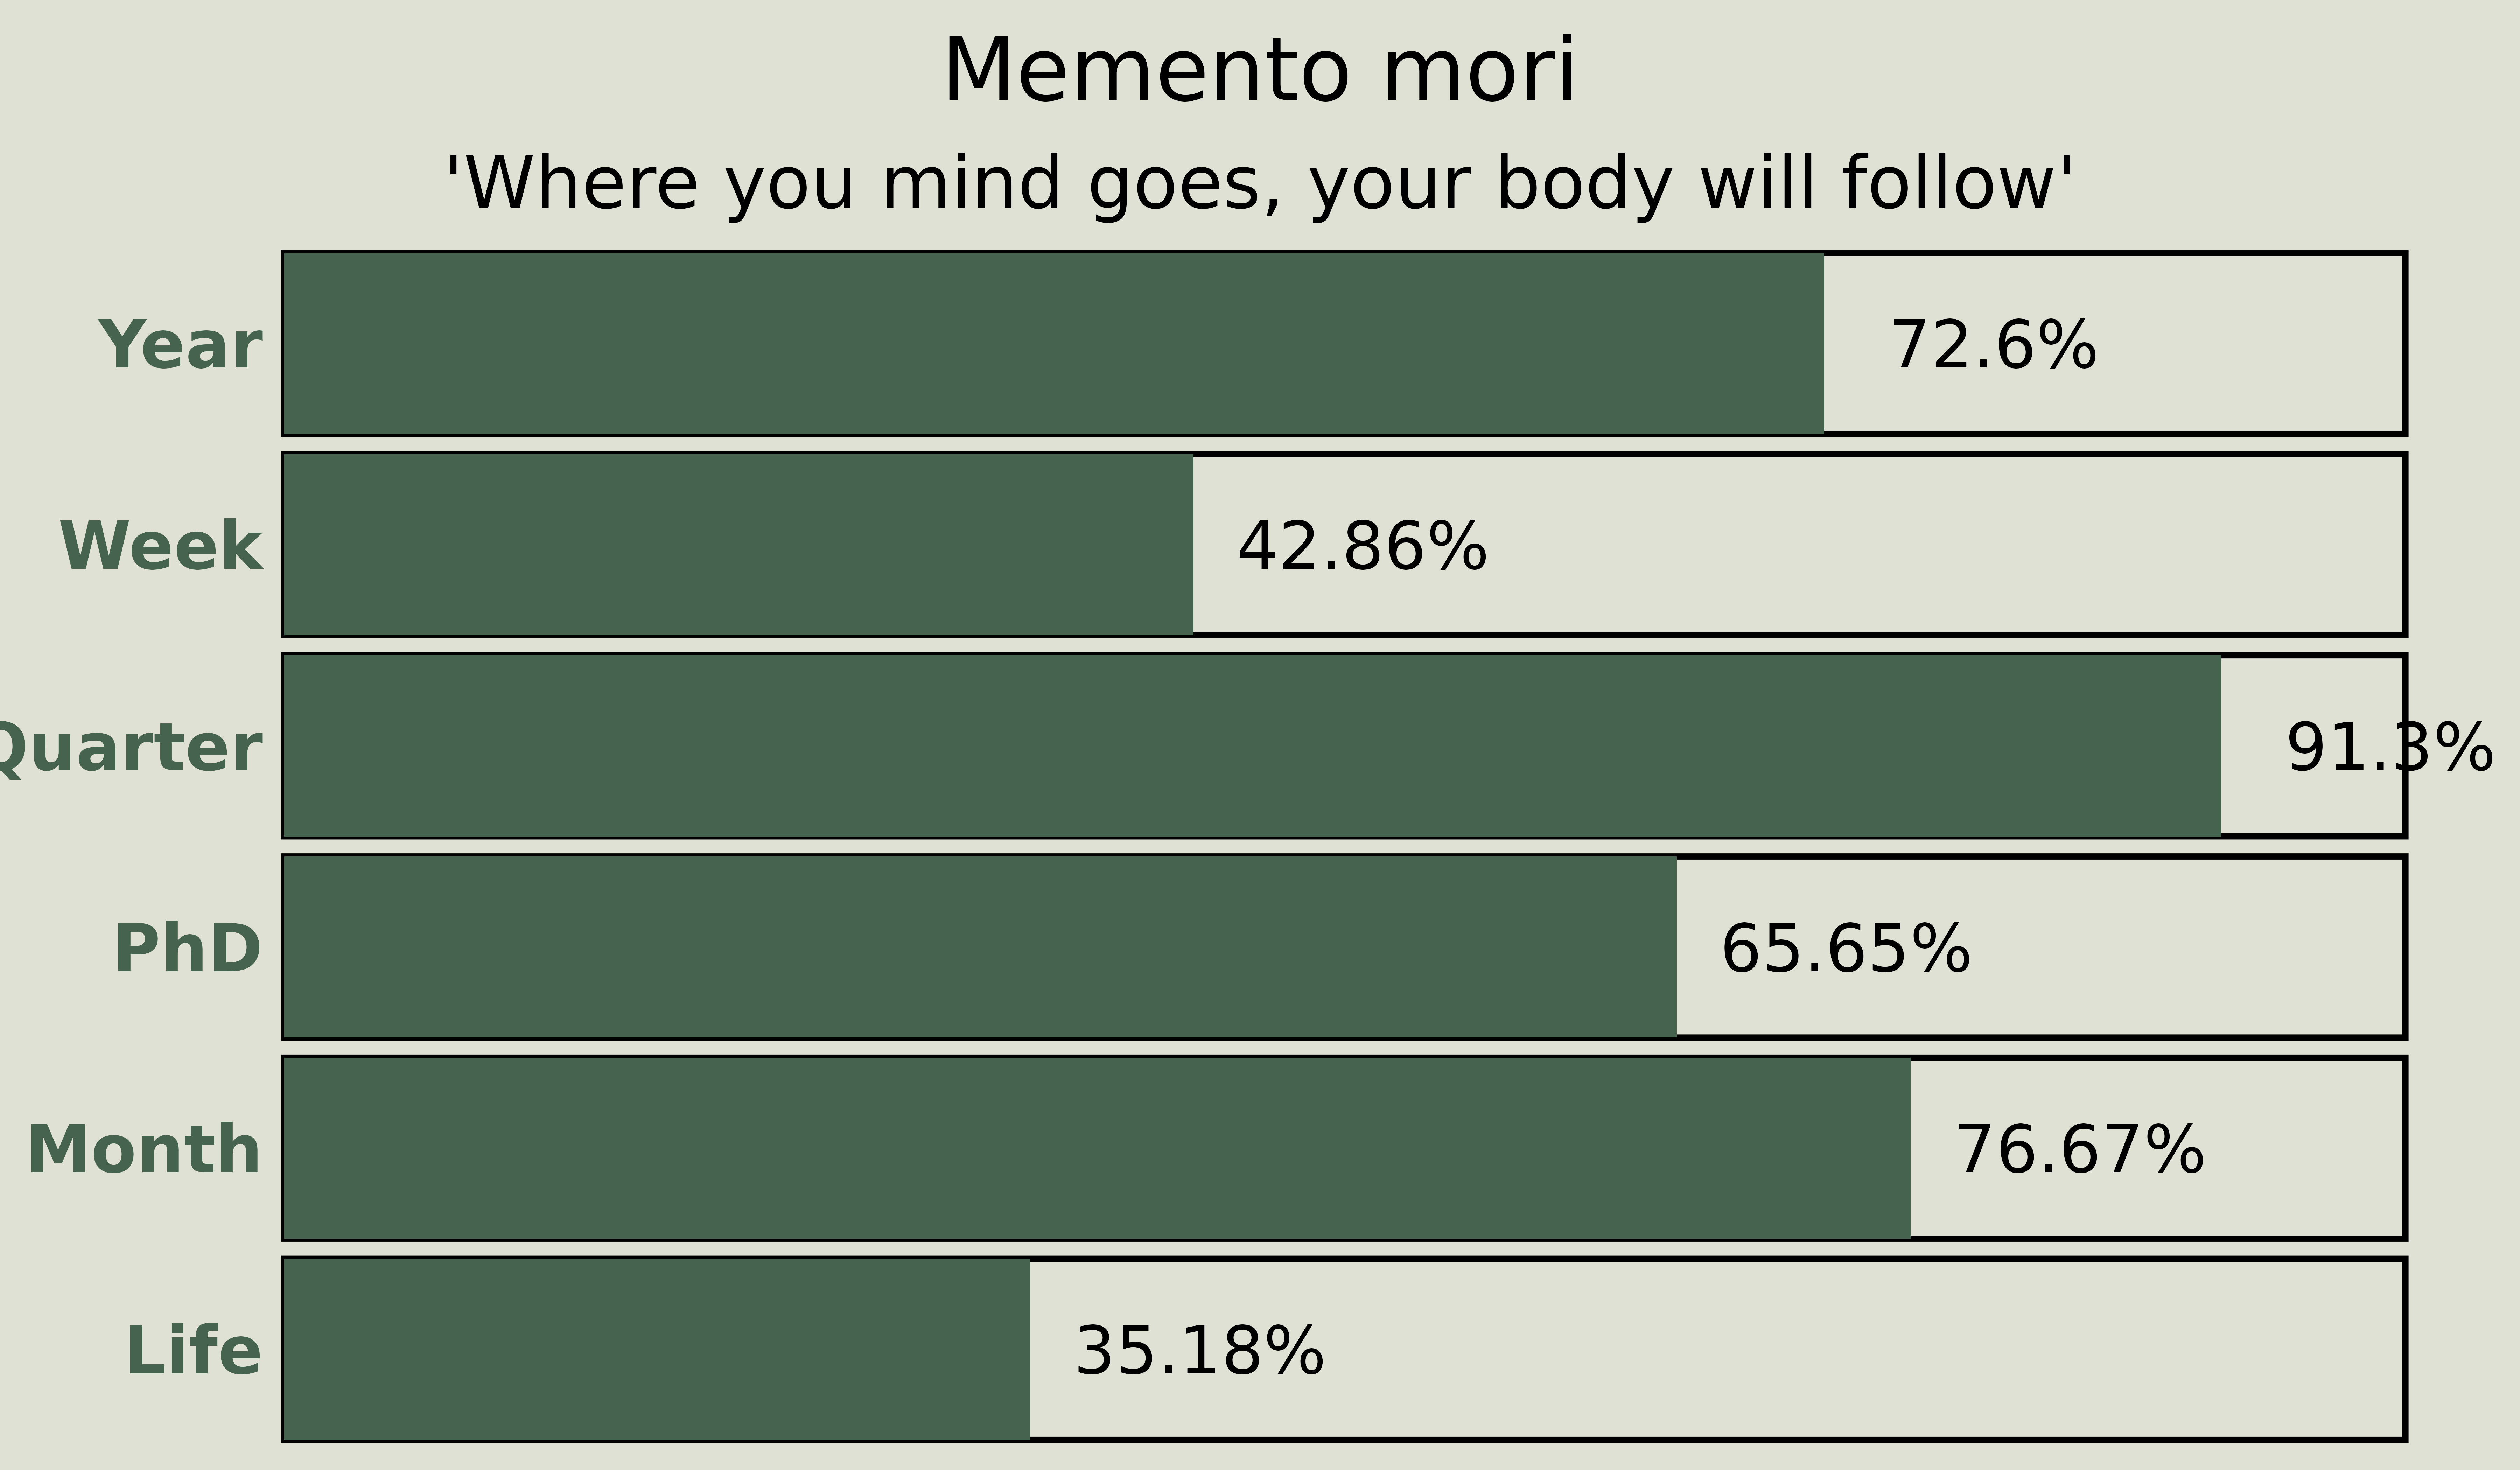 Memento mori
'Where you mind goes, your body will follow'
Year 72.6%
Week 42.86%
Quarter 91.3%
PhD 65.65%
Month 76.67%
Life 35.18%